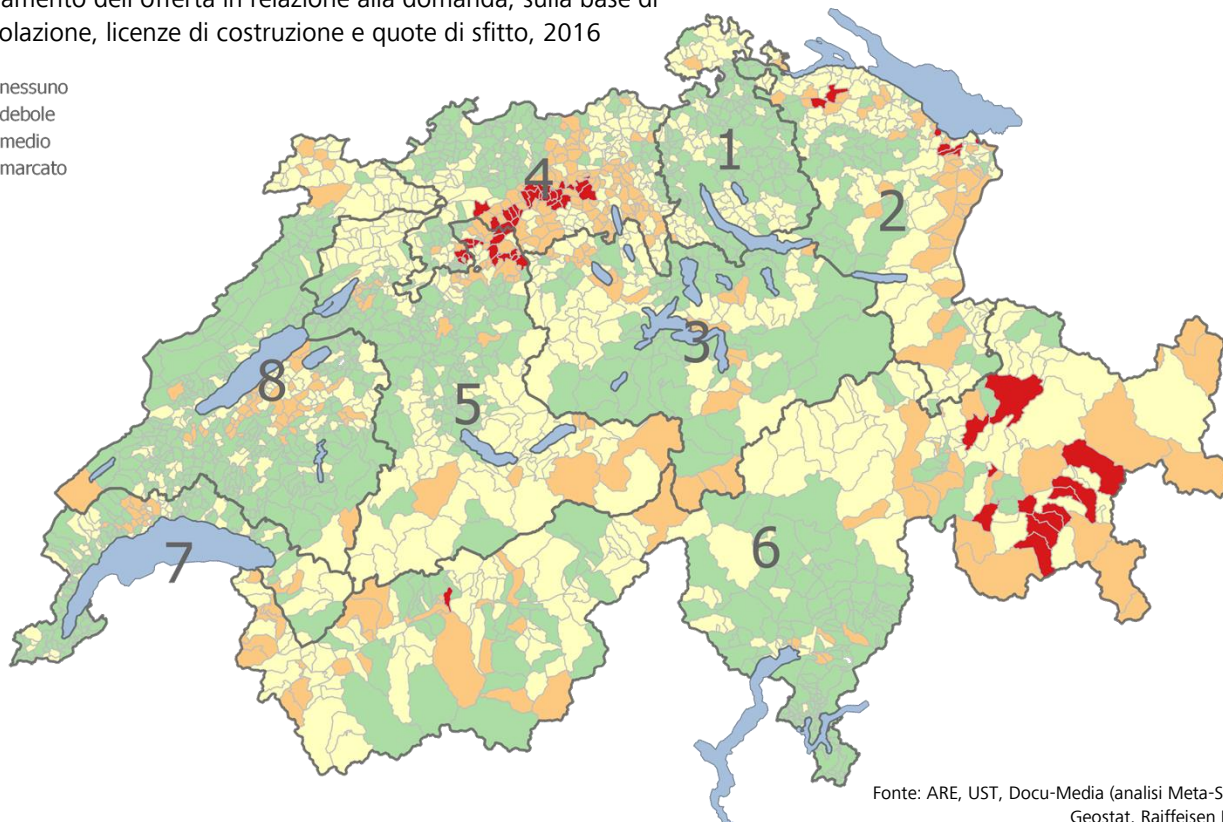 amento dell'offerta in relazione alla domanda, sulla base di
olazione, licenze di costruzione e quote di sfitto, 2016
nessuno
debole
medio
marcato
1
4
2
3
8
5
6
7
Fonte: ARE, UST, Docu-Media (analisi Meta-S
Geostat, Raiffeisen